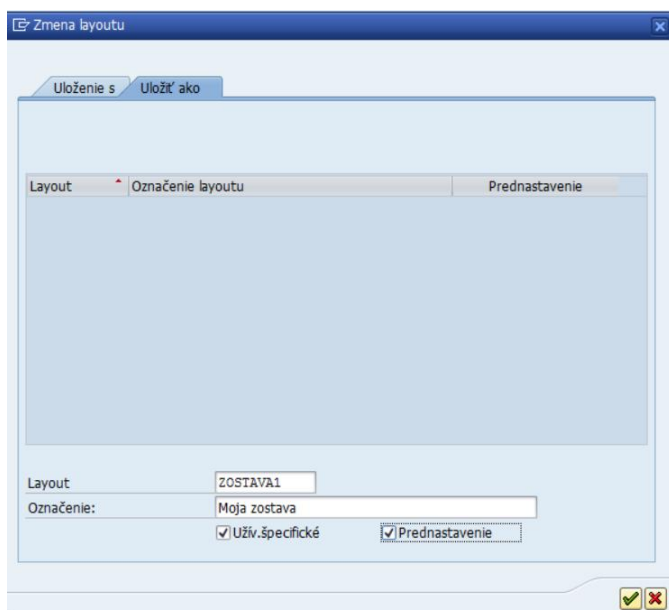 Zmena layoutu
Uloženie s Uložiť ako
Layout Označenie layoutu Prednastavenie
Layout ZOSTAVA1
Označenie: Moja zostava
Užív.špecifické Prednastavenie